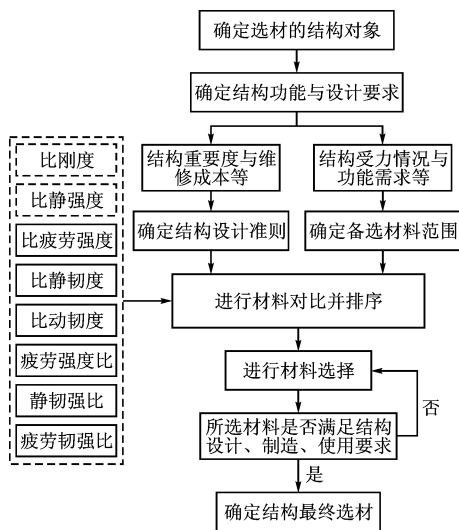 确定选材的结构对象
确定结构功能与设计要求
结构重要度与维
修成本等
结构受力情况与
功能需求等
确定结构设计准则
确定备选材料范围
比刚度
比静强度
比疲劳强度
比静韧度
比动韧度
疲劳强度比
静韧强比
疲劳韧强比
进行材料对比并排序
进行材料选择
所选材料是否满足结构
设计、制造、使用要求
否
是
确定结构最终选材